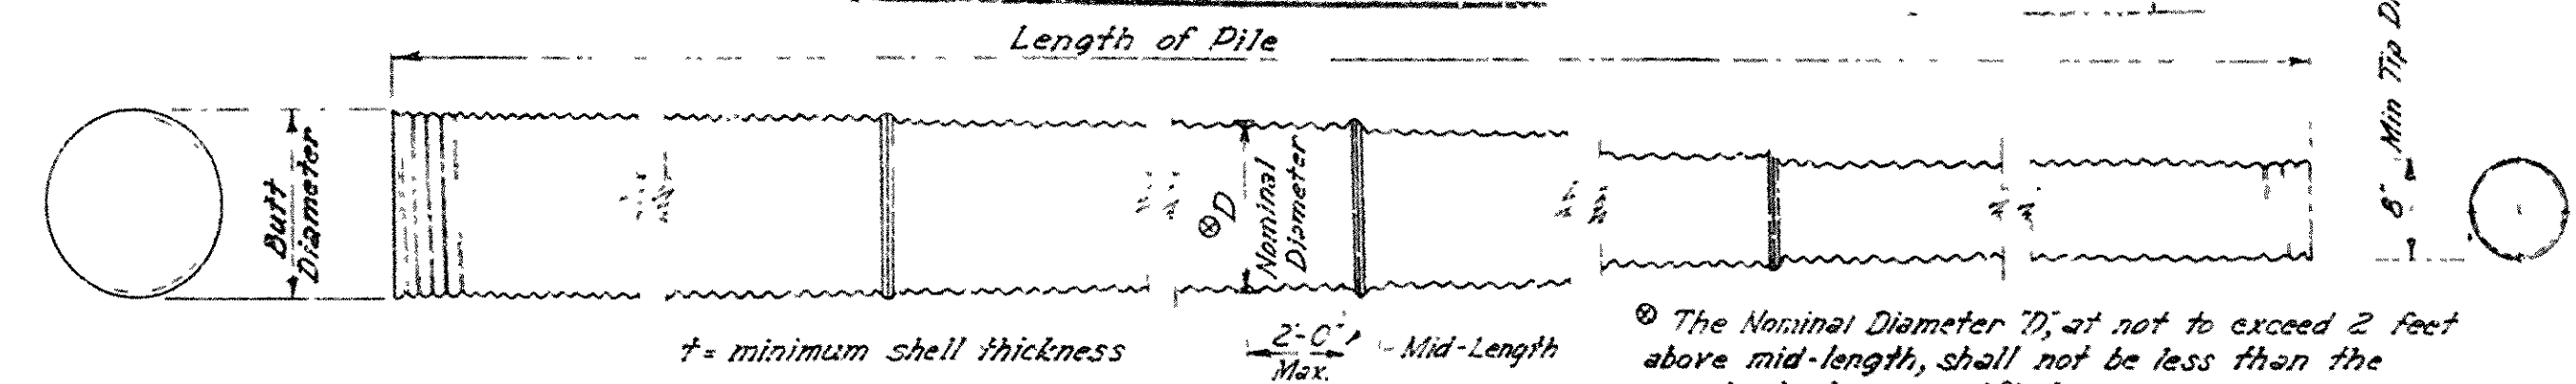 Length of Pile
Butt
Diameter
⊗D
Nominal
Diameter
8" Min Tip
t = minimum shell thickness
2'-0"
Max.
Mid-Length
⊗ The Nominal Diameter "D", at not to exceed 2 feet
above mid-length, shall not be less than the